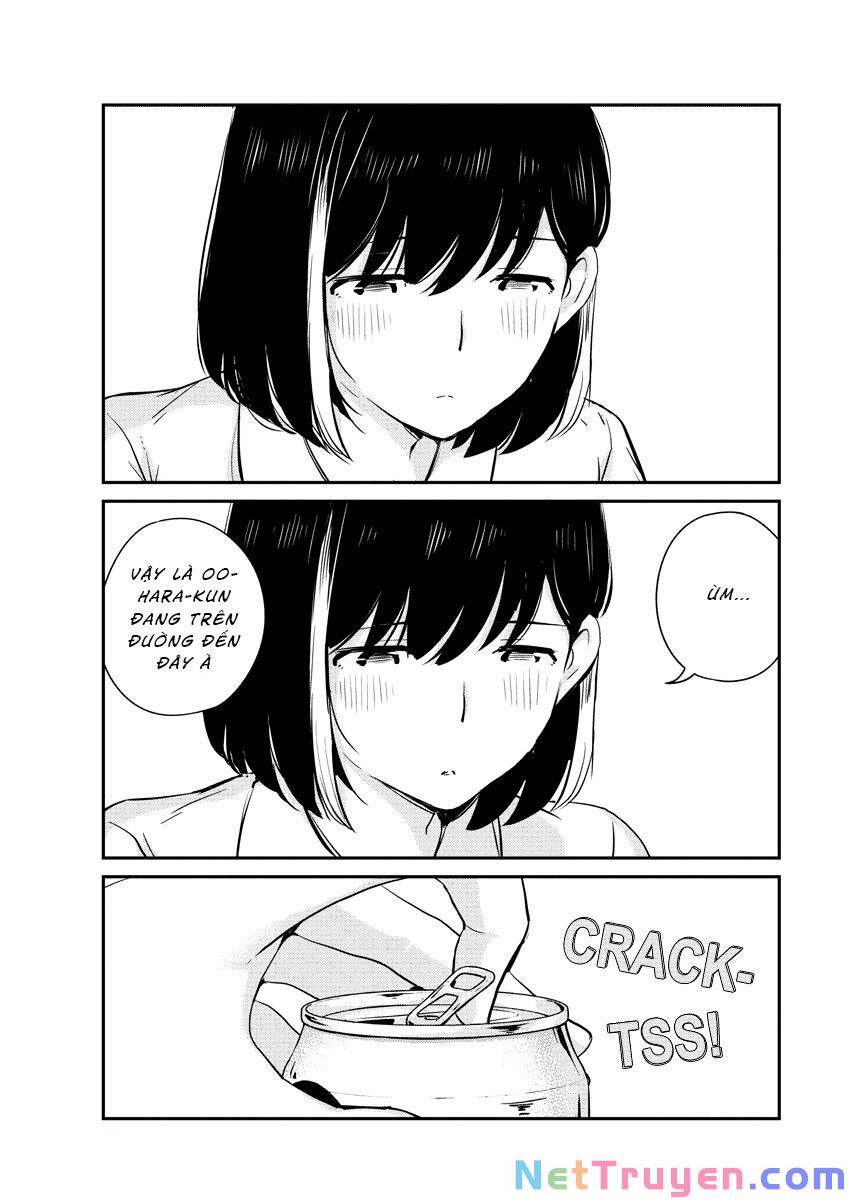 ỪM...
VẬY LÀ OO-
HARA-KUN
ĐANG TRÊN
ĐƯỜNG ĐẾN
ĐÂY À
CRACK-
TSS!
NetTruyen.com